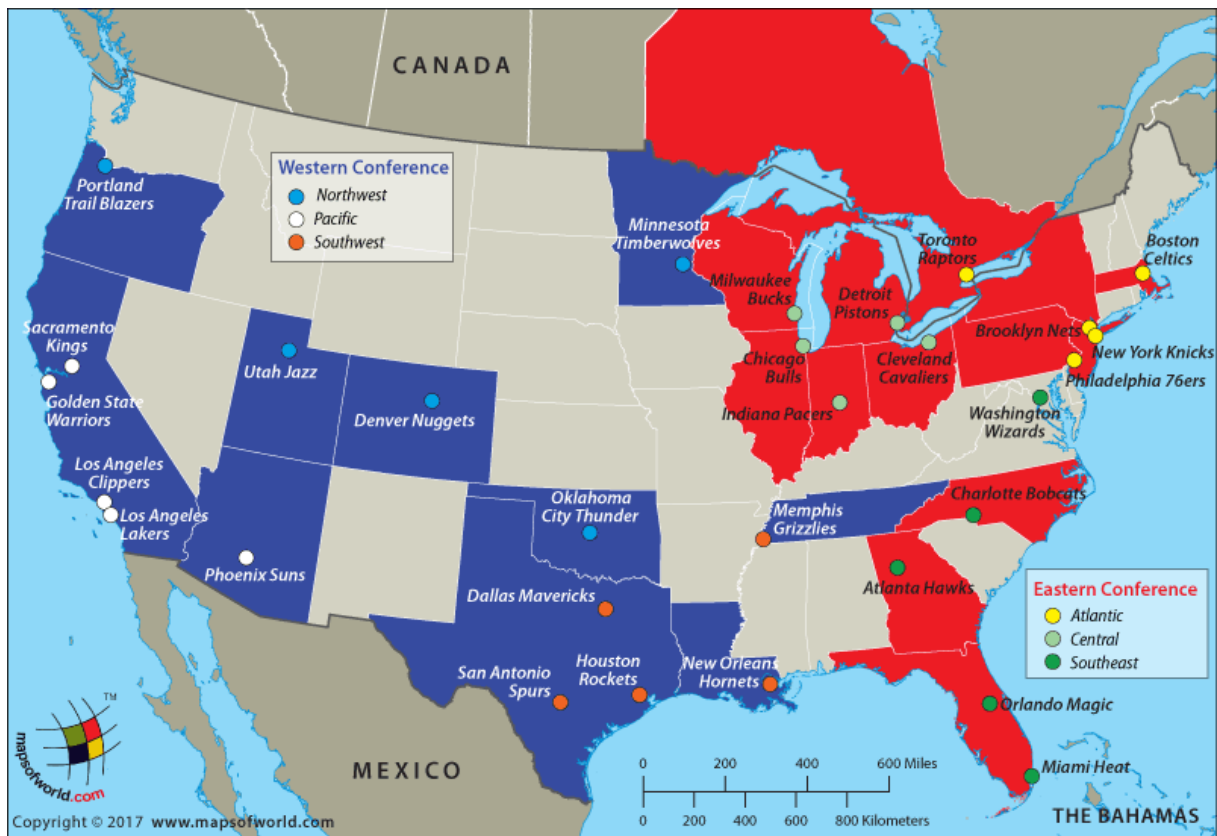 CANADA
Western Conference
Northwest
Pacific
Southwest
Portland
Trail Blazers
Minnesota
Timberwolves
Toronto
Raptors
Boston
Celtics
Milwaukee
Bucks
Detroit
Pistons
Sacramento
Kings
Utah Jazz
Chicago
Bulls
Cleveland
Cavaliers
Brooklyn Nets
New York Knicks
Philadelphia 76ers
Golden State
Warriors
Denver Nuggets
Indiana Pacers
Washington
Wizards
Los Angeles
Clippers
Los Angeles
Lakers
Oklahoma
City Thunder
Memphis
Grizzlies
Charlotte Bobcats
Phoenix Suns
Dallas Mavericks
Atlanta Hawks
Eastern Conference
Atlantic
Central
Southeast
San Antonio
Spurs
Houston
Rockets
New Orleans
Hornets
Orlando Magic
Miami Heat
TM
mapsofworld.com
MEXICO
0 200 400 600 Miles
0 200 400 600 800 Kilometers
THE BAHAMAS
Copyright © 2017 www.mapsofworld.com